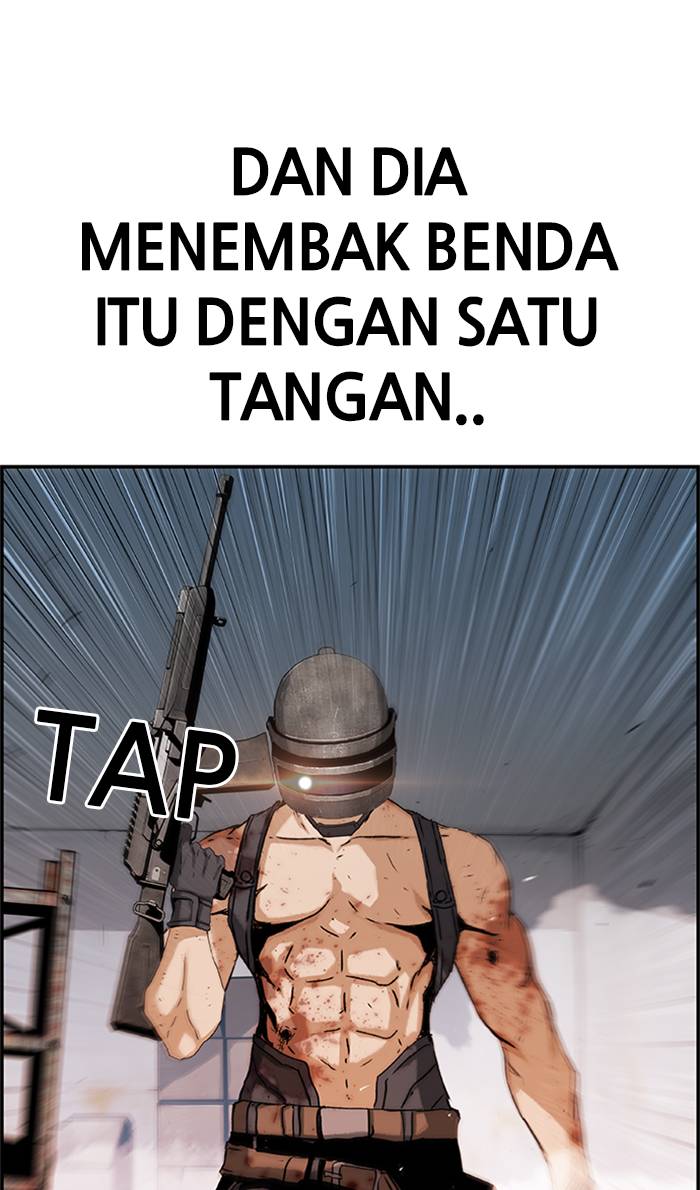 DAN DIA
MENEMBAK BENDA
ITU DENGAN SATU
TANGAN..
TAP